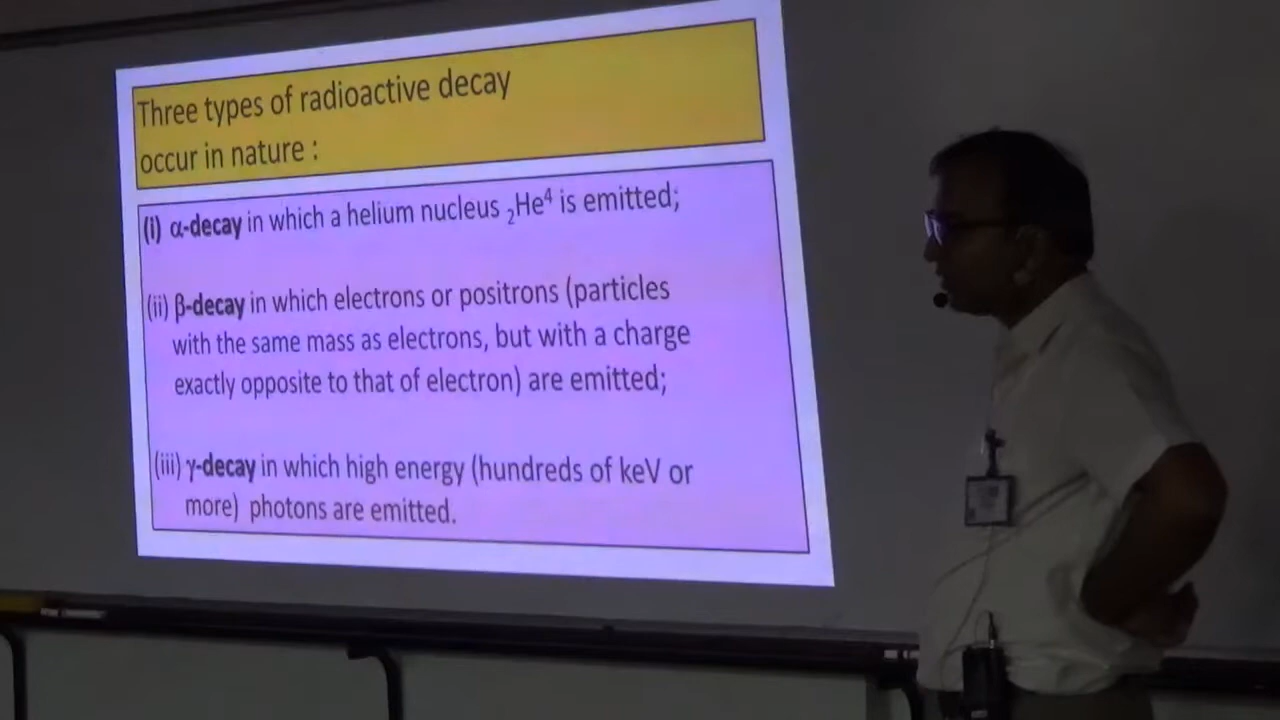 Three types of radioactive decay
occur in nature :
(i) α-decay in which a helium nucleus ₂He⁴ is emitted;
(ii) β-decay in which electrons or positrons (particles
with the same mass as electrons, but with a charge
exactly opposite to that of electron) are emitted;
(iii) γ-decay in which high energy (hundreds of keV or
more) photons are emitted.